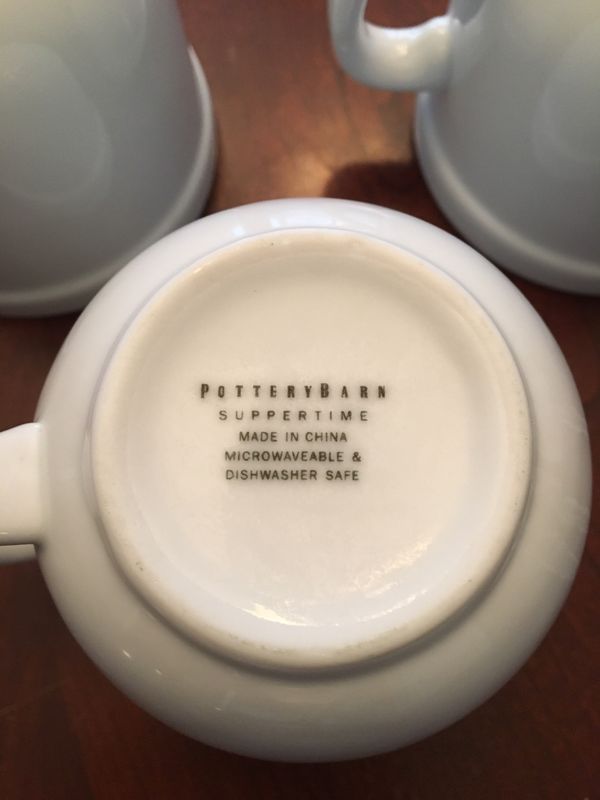 POTTERYBARN
SUPPERTIME
MADE IN CHINA
MICROWAVEABLE &
DISHWASHER SAFE